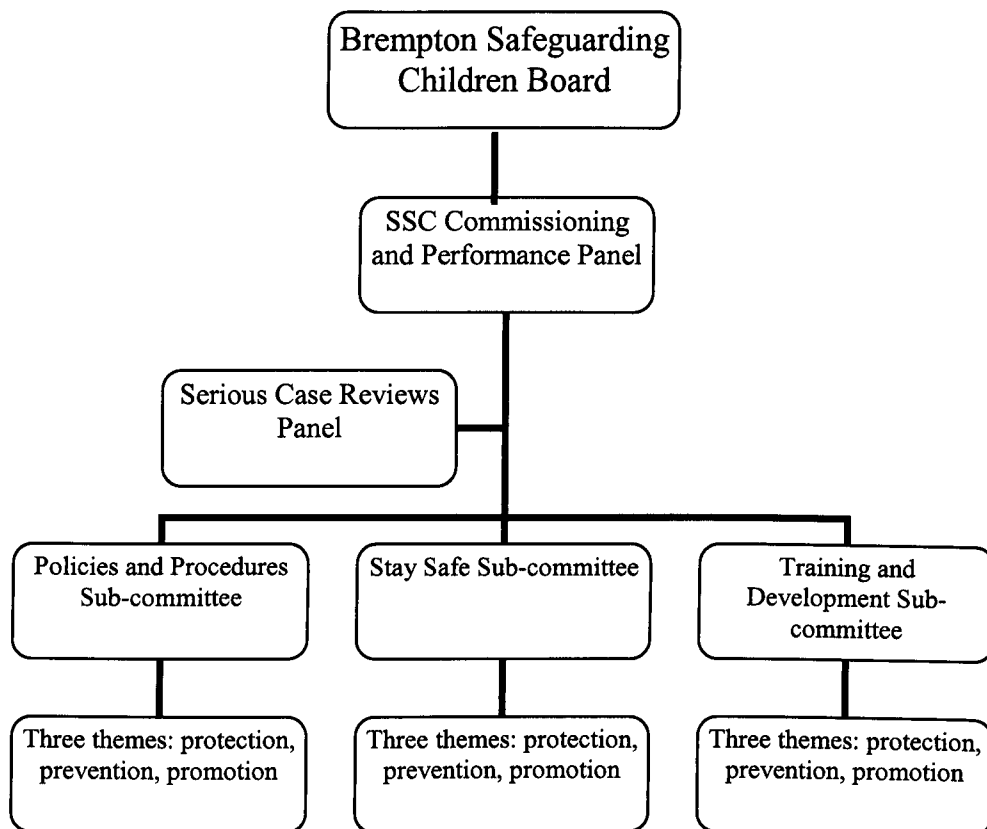 Brempton Safeguarding
Children Board
SSC Commissioning
and Performance Panel
Serious Case Reviews
Panel
Policies and Procedures
Sub-committee
Stay Safe Sub-committee
Training and
Development Sub-
committee
Three themes: protection,
prevention, promotion
Three themes: protection,
prevention, promotion
Three themes: protection,
prevention, promotion